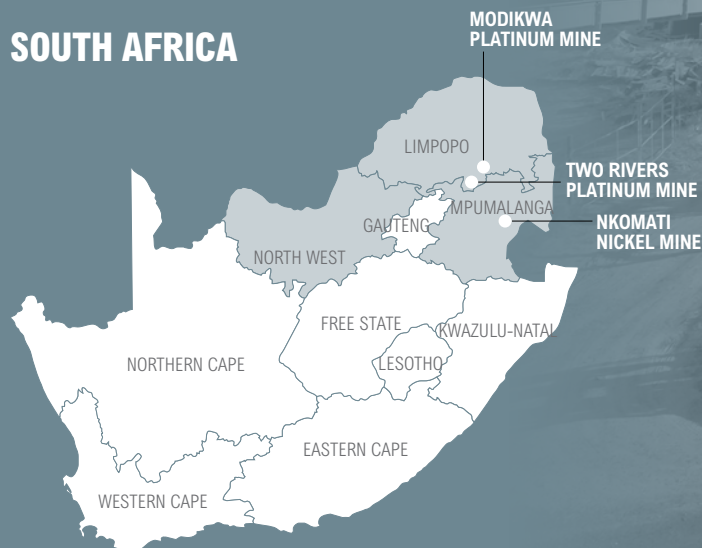 SOUTH AFRICA
MODIKWA
PLATINUM MINE
LIMPOPO
TWO RIVERS
PLATINUM MINE
MPUMALANGA
GAUTENG
NKOMATI
NICKEL MINE
NORTH WEST
FREE STATE
KWAZULU-NATAL
LESOTHO
NORTHERN CAPE
EASTERN CAPE
WESTERN CAPE